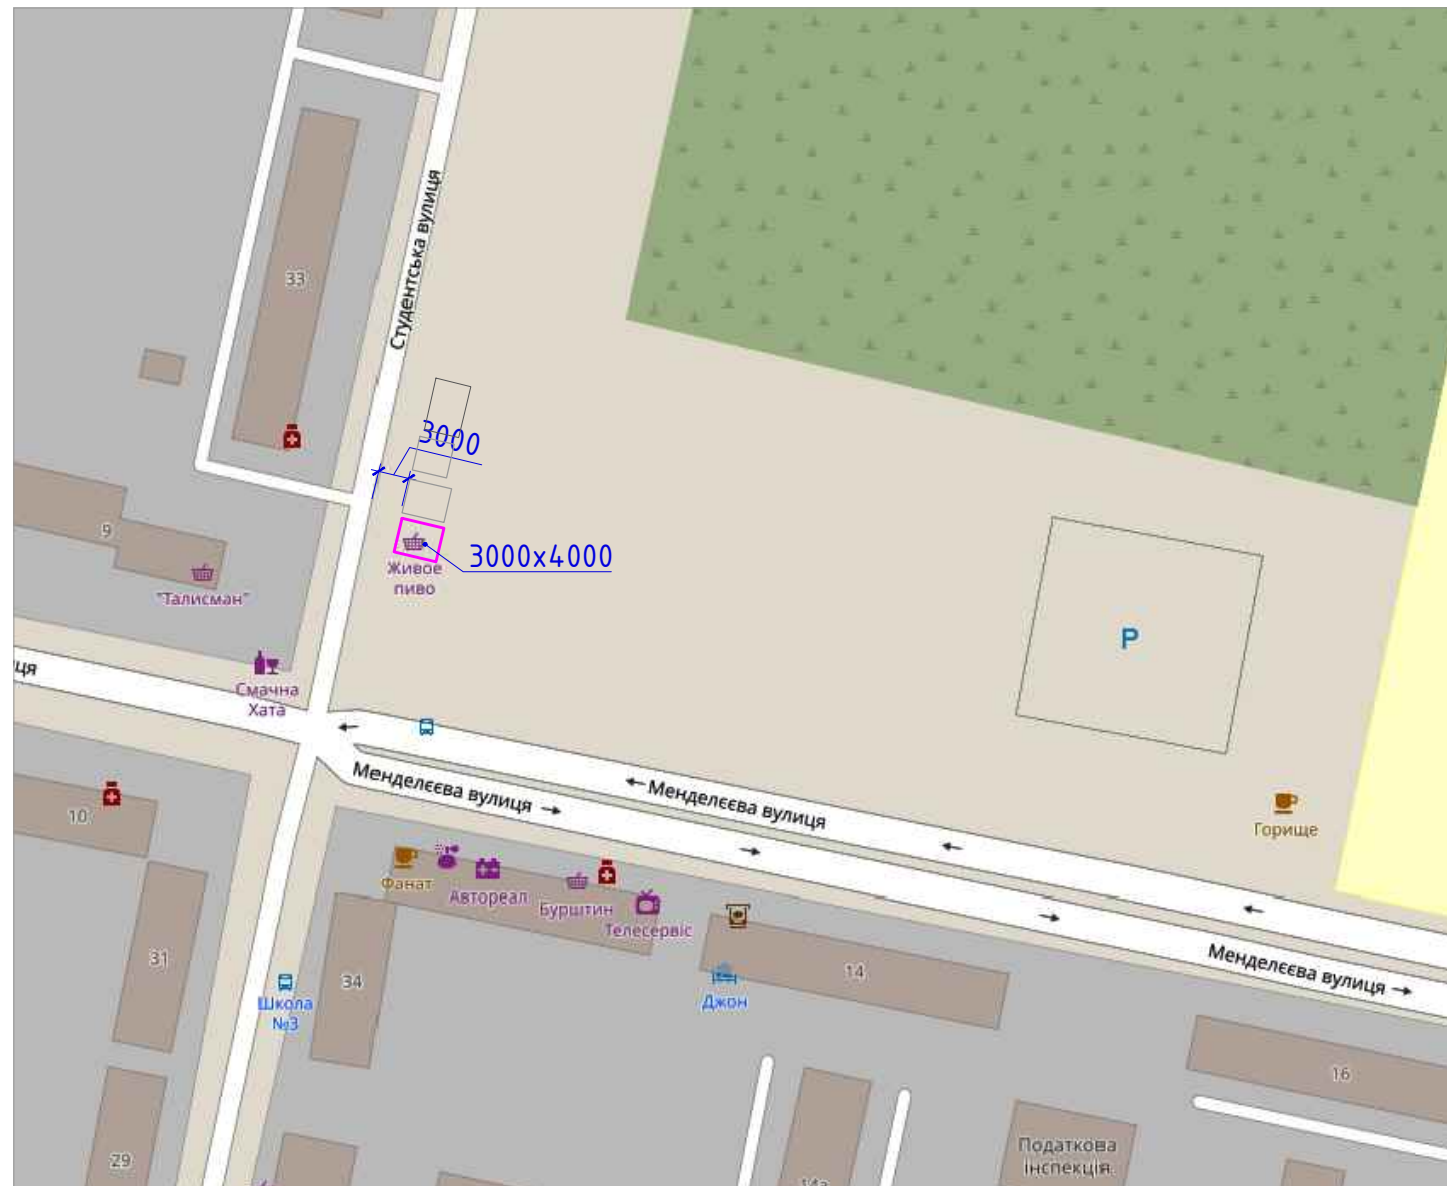 33
Студентська вулиця
3000
9
"Талисман"
3000x4000
Живое
пиво
P
ця
Смачна
Хата
Менделєєва вулиця →
← Менделєєва вулиця
Горище
10
Фанат
Автореал
Бурштин
Телесервіс
31
34
14
Менделєєва вулиця →
Школа
№3
Джон
16
29
Податкова
інспекція
14а